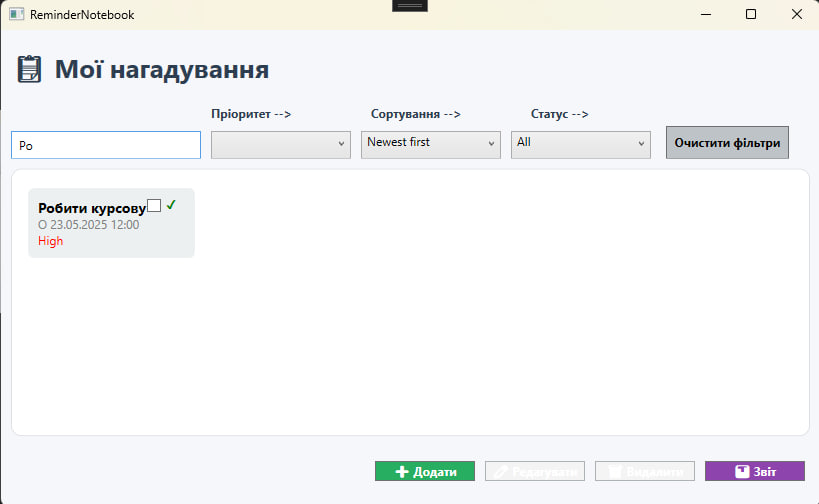 ReminderNotebook
Мої нагадування
Пріоритет --> Сортування --> Статус -->
Ро Newest first All Очистити фільтри
Робити курсову ✓
О 23.05.2025 12:00
High
Додати Редагувати Видалити Звіт